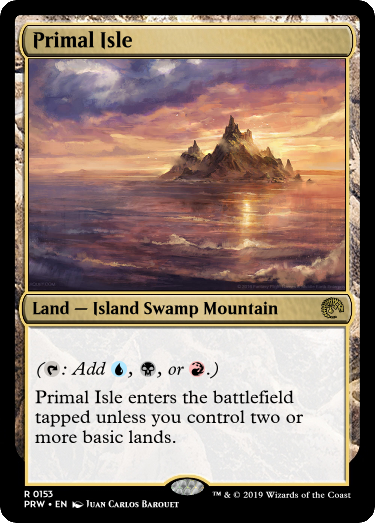 Primal Isle
Land — Island Swamp Mountain
(T: Add U, B, or R.)
Primal Isle enters the battlefield
tapped unless you control two or
more basic lands.
R 0153
PRW • EN Juan Carlos Barquet
™ & © 2019 Wizards of the Coast